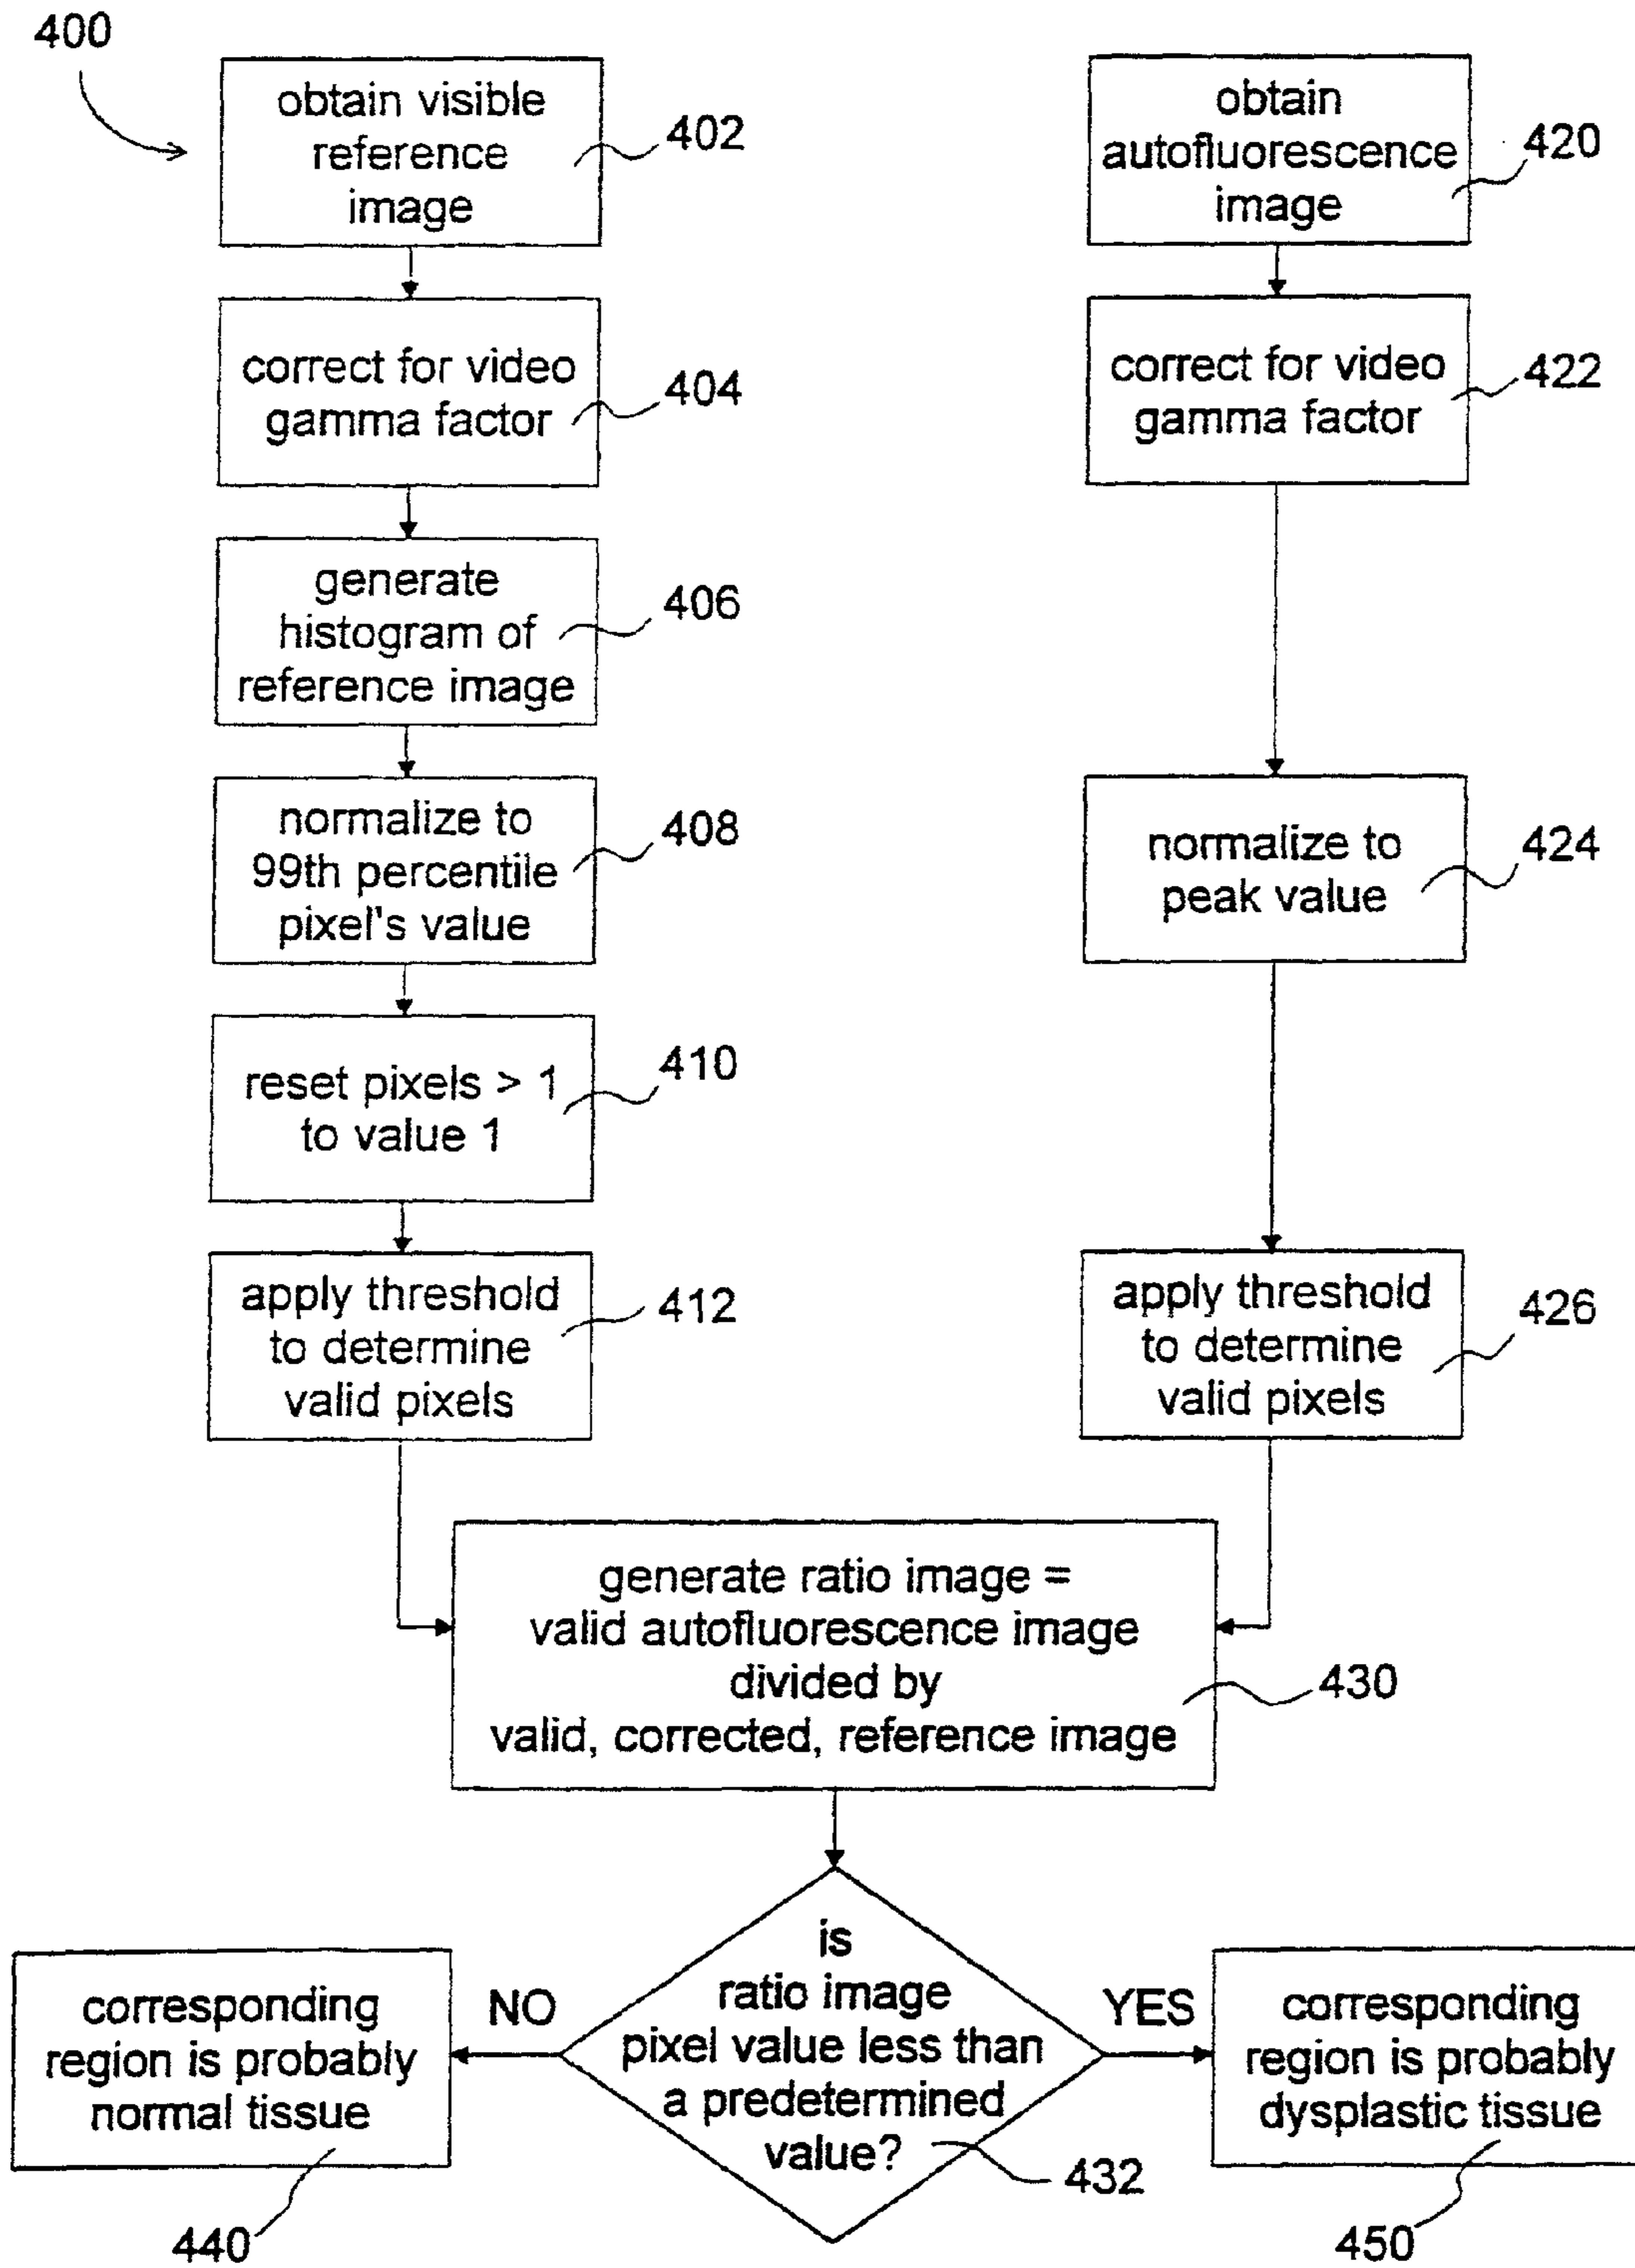 400
obtain visible
reference
image
402
correct for video
gamma factor
404
generate
histogram of
reference image
406
normalize to
99th percentile
pixel's value
408
reset pixels > 1
to value 1
410
apply threshold
to determine
valid pixels
412
obtain
autofluorescence
image
420
correct for video
gamma factor
422
normalize to
peak value
424
apply threshold
to determine
valid pixels
426
generate ratio image =
valid autofluorescence image
divided by
valid, corrected, reference image
430
is
ratio image
pixel value less than
a predetermined
value?
432
NO
corresponding
region is probably
normal tissue
440
YES
corresponding
region is probably
dysplastic tissue
450